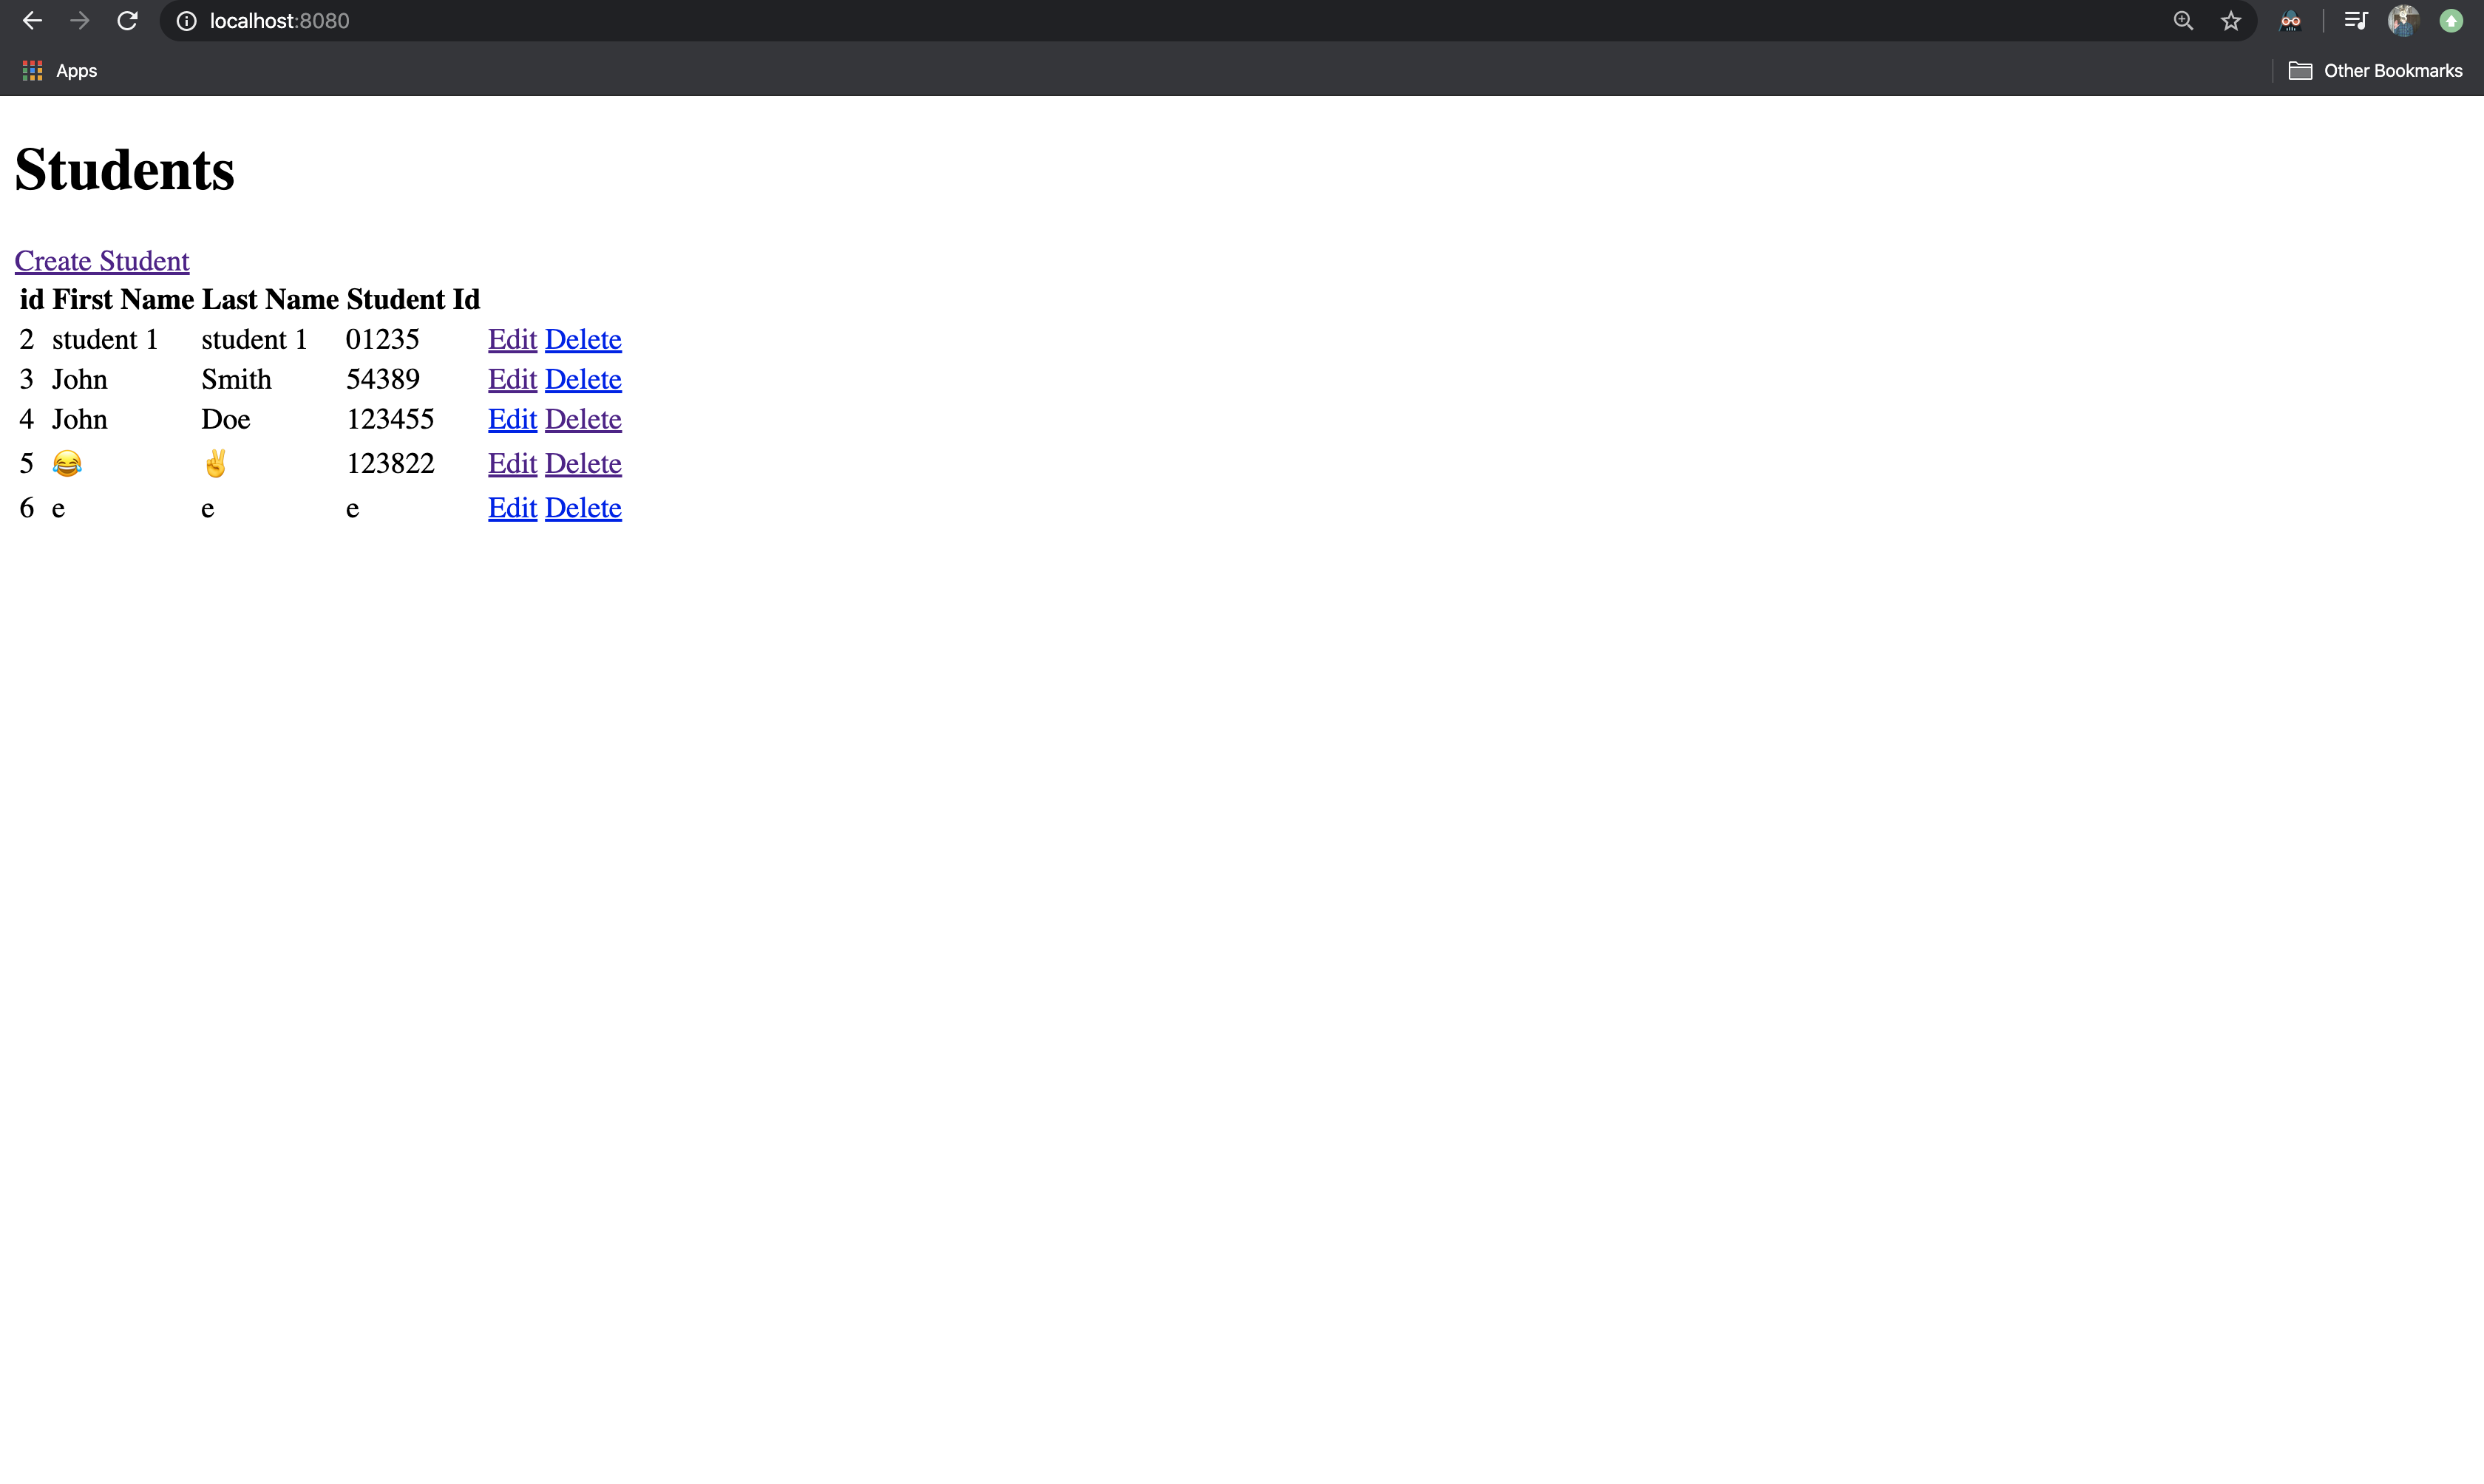 localhost:8080
Apps Other Bookmarks
Students
Create Student
id First Name Last Name Student Id
2 student 1 student 1 01235 Edit Delete
3 John Smith 54389 Edit Delete
4 John Doe 123455 Edit Delete
5 😂 ✌️ 123822 Edit Delete
6 e e e Edit Delete